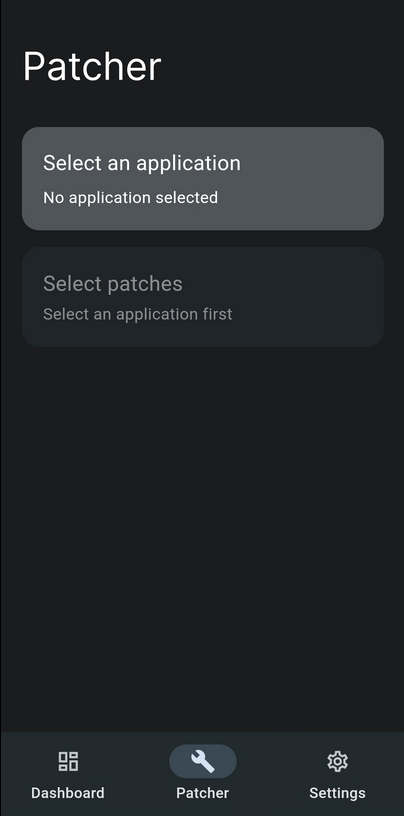 Patcher
Select an application
No application selected
Select patches
Select an application first
Dashboard
Patcher
Settings